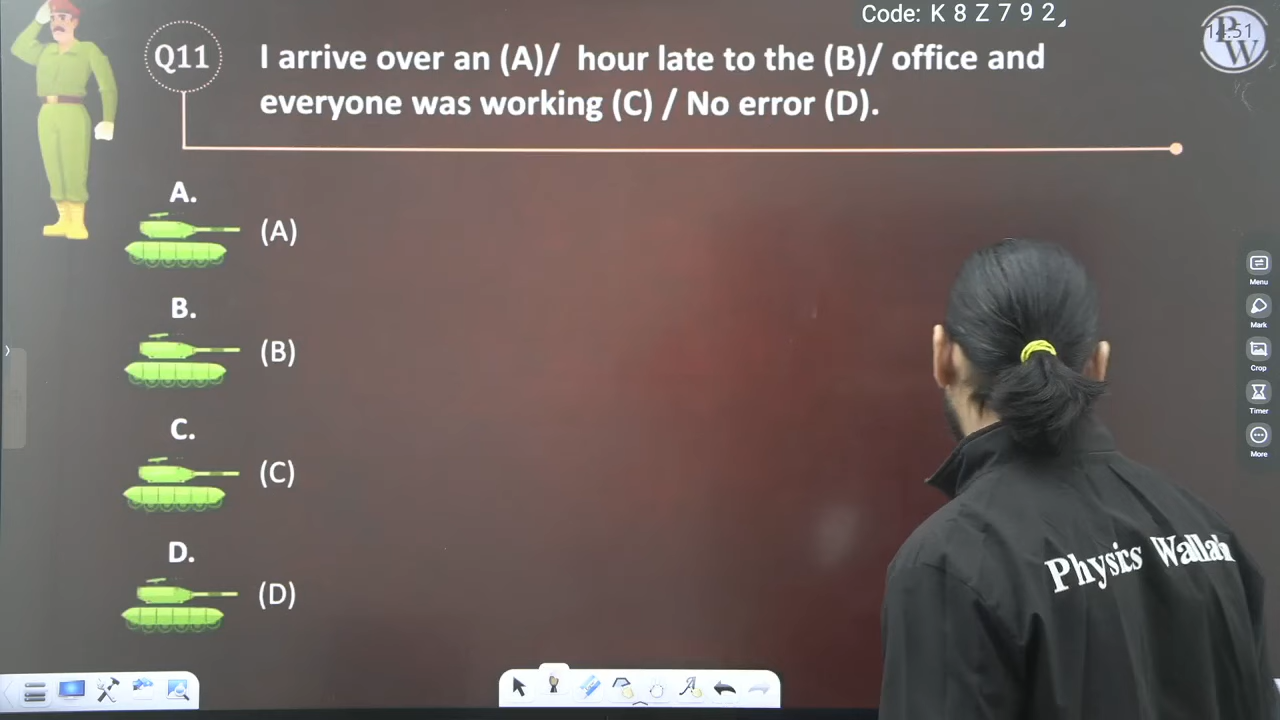 Code: K 8 Z 7 9 2
Q11
I arrive over an (A)/ hour late to the (B)/ office and
everyone was working (C) / No error (D).
PW
A.
(A)
B.
(B)
C.
(C)
D.
(D)
Menu
Mark
Crop
Timer
More
Physics Wallah